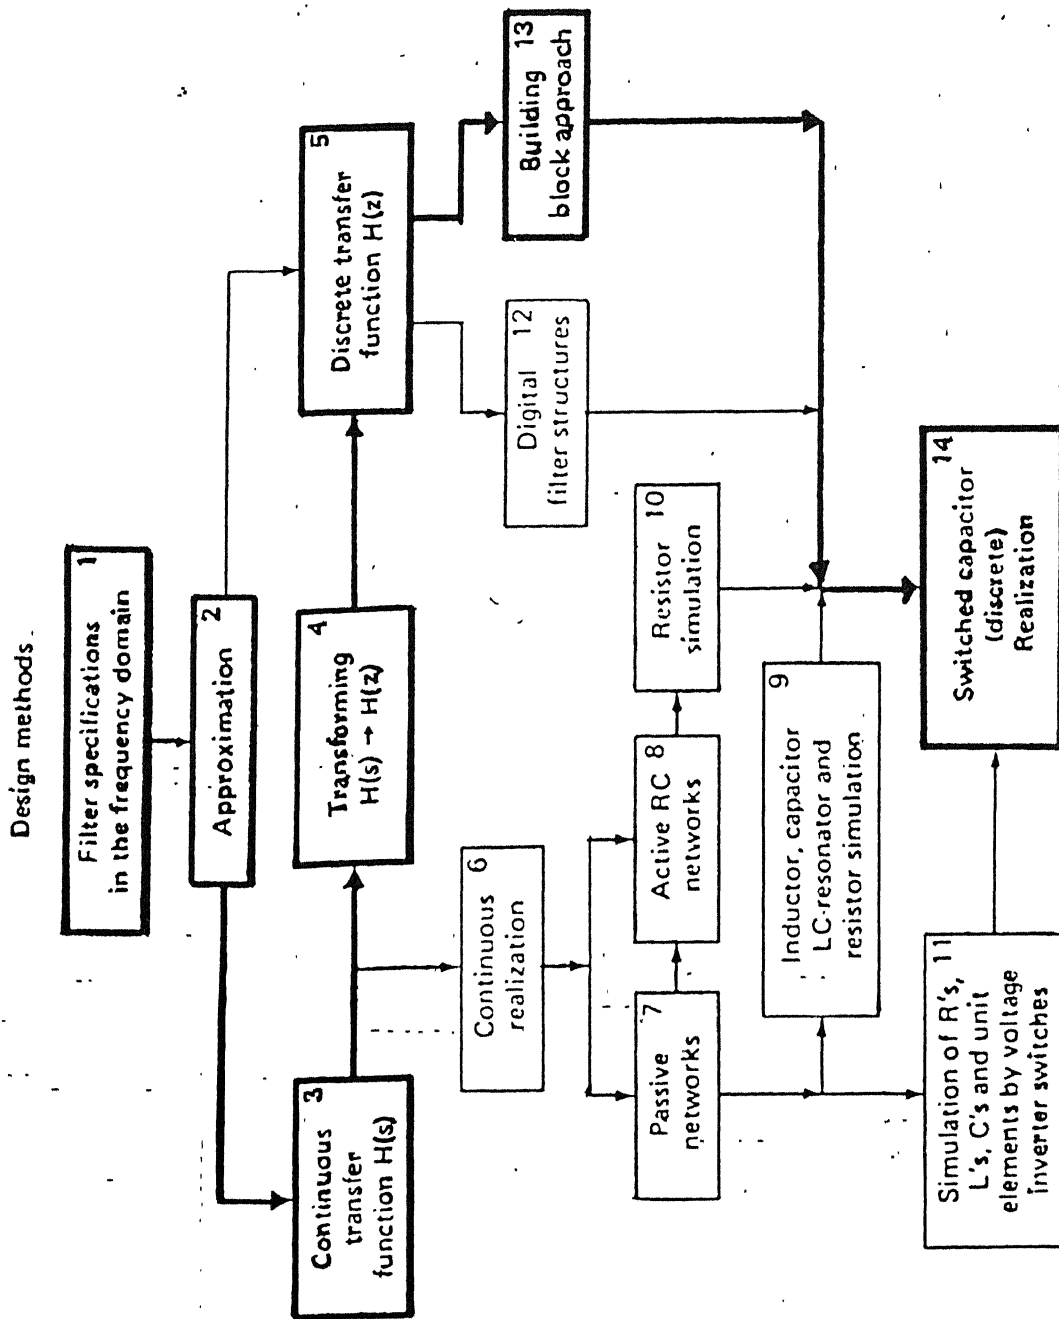 Design methods.
1
Filter specifications
in the frequency domain
2
Approximation
3
Continuous
transfer
function H(s)
4
Transforming
H(s) → H(z)
5
Discrete transfer
function H(z)
6
Continuous
realization
7
Passive
networks
8
Active RC
networks
9
Inductor, capacitor
LC-resonator and
resistor simulation
10
Resistor
simulation
11
Simulation of R's,
L's, C's and unit
elements by voltage
inverter switches
12
Digital
filter structures
13
Building
block approach
14
Switched capacitor
(discrete)
Realization